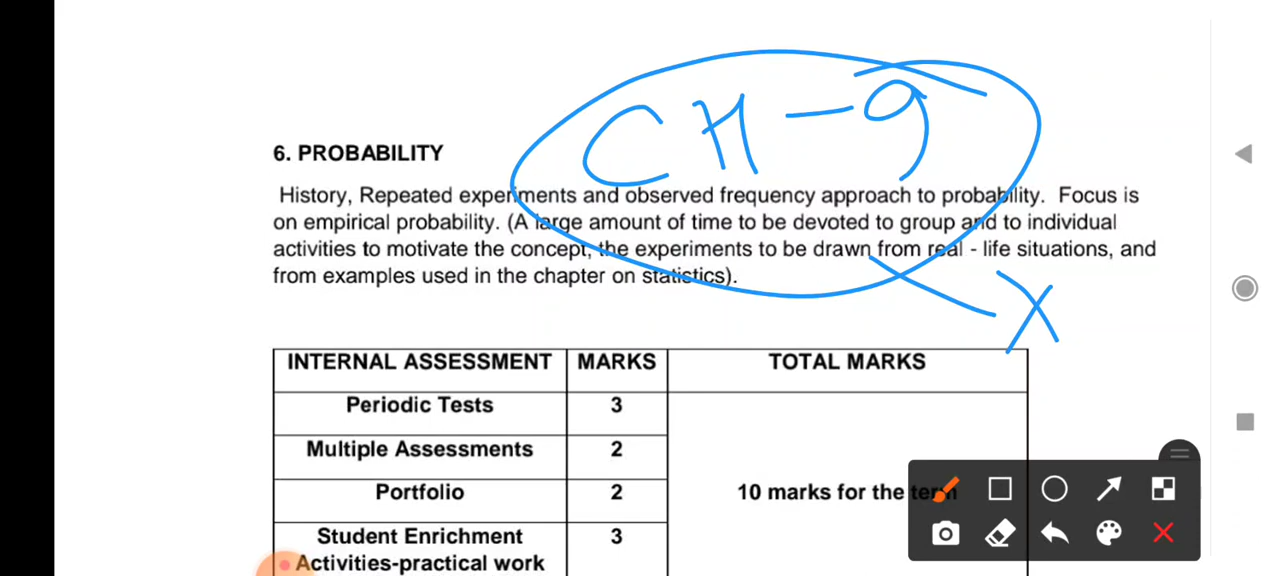 CH-9
6. PROBABILITY
History, Repeated experiments and observed frequency approach to probability. Focus is
on empirical probability. (A large amount of time to be devoted to group and to individual
activities to motivate the concept, the experiments to be drawn from real - life situations, and
from examples used in the chapter on statistics).
X
INTERNAL ASSESSMENT MARKS TOTAL MARKS
Periodic Tests 3
Multiple Assessments 2
Portfolio 2 10 marks for the term
Student Enrichment 3
Activities-practical work